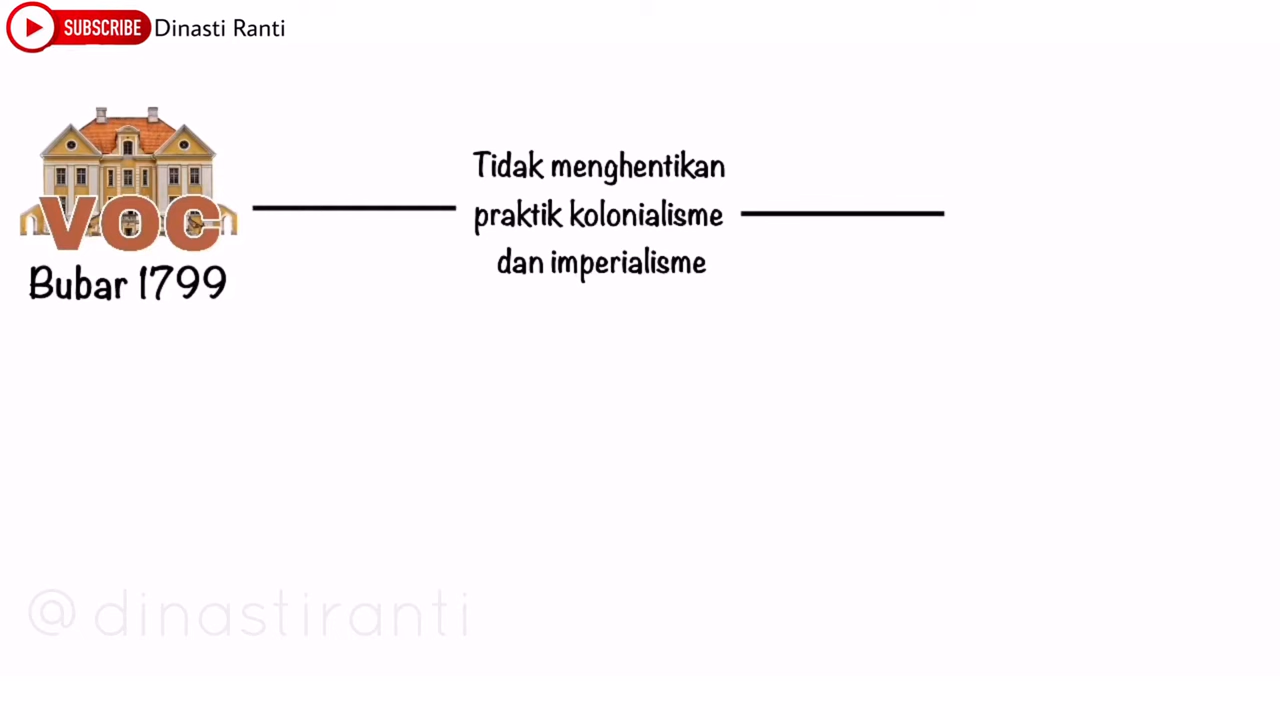 SUBSCRIBE Dinasti Ranti
VOC
Bubar 1799
Tidak menghentikan
praktik kolonialisme
dan imperialisme
@dinastiranti